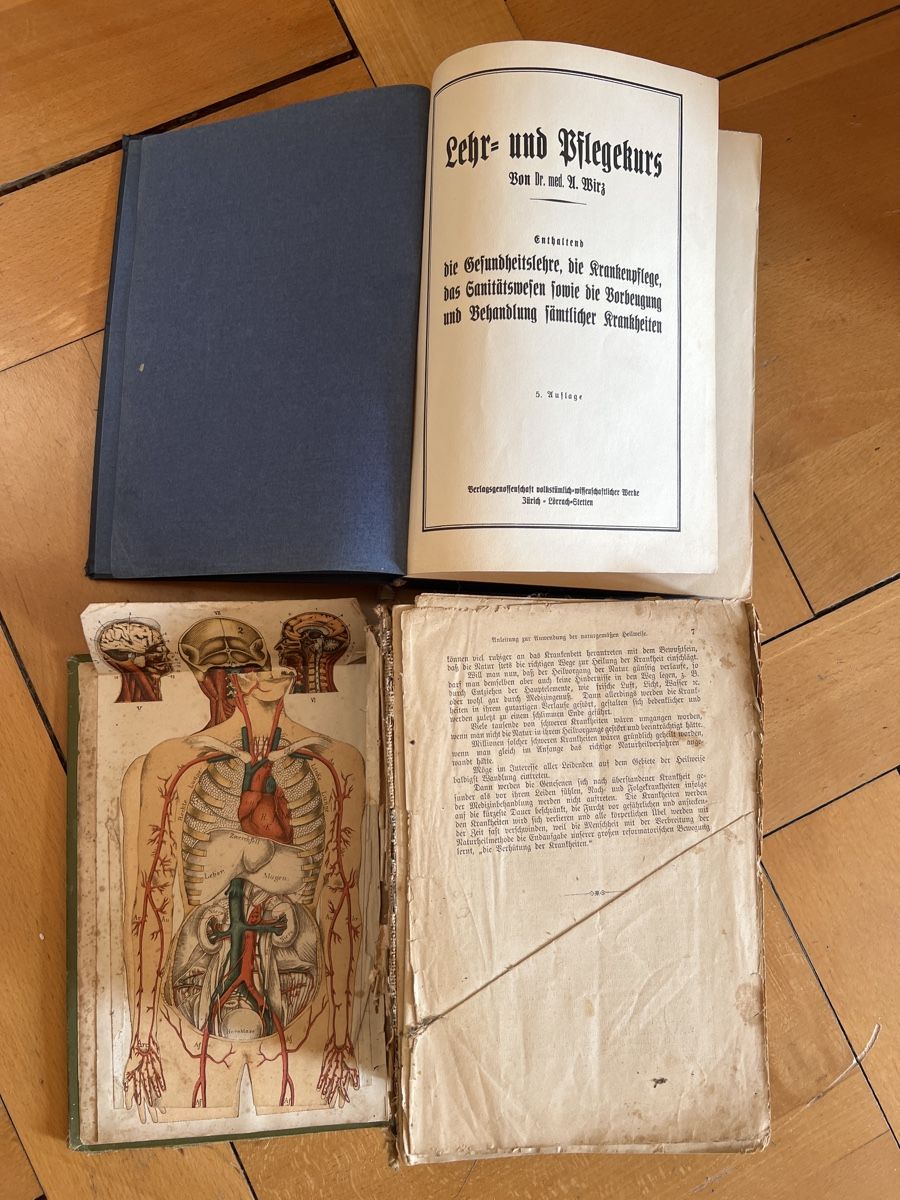 Lehr- und Pflegekurs
Von Dr. med. A. Wirz
Enthaltend
die Gesundheitslehre, die Krankenpflege,
das Sanitätswesen sowie die Vorbeugung
und Behandlung sämtlicher Krankheiten
5. Auflage
Verlagsgenossenschaft volkstümlich-wissenschaftlicher Werke
Zürich - Lörrach-Stetten
VII
2
V
VI
Zwerchfell
Leber
Magen
Harnblase
Anleitung zur Anwendung der naturgemäßen Heilweise. 7
können viel ruhiger an das Krankenbett herantreten mit dem Bewußtsein,
daß die Natur stets die richtigen Wege zur Heilung der Krankheit einschlägt.
Will man nun, daß der Heilvorgang der Natur günstig verlaufe, so
darf man demselben aber auch keine Hindernisse in den Weg legen, z. B.
durch Entziehen der Hauptelemente, wie frische Luft, Licht, Wasser ꝛc.
oder wohl gar durch Medizingenuß. Dann allerdings werden die Krank-
heiten in ihrem gutartigen Verlaufe gestört, gestalten sich bedenklicher und
werden zuletzt zu einem schlimmen Ende geführt.
Viele tausende von schweren Krankheiten wären umgangen worden,
wenn man nicht die Natur in ihrem Heilvorgange gestört und beeinträchtigt hätte.
Millionen solcher schweren Krankheiten wären gründlich geheilt worden,
wenn man gleich im Anfange das richtige Naturheilverfahren ange-
wandt hätte.
Möge im Interesse aller Leidenden auf dem Gebiete der Heilweise
baldigst Wandlung eintreten.
Dann werden die Genesenen sich nach überstandener Krankheit ge-
sunder als vor ihrem Leiden fühlen, Nach- und Folgekrankheiten infolge
der Medizinbehandlung werden nicht auftreten. Die Krankheiten werden
auf die kürzeste Dauer beschränkt, die Furcht vor gefährlichen und anstecken-
den Krankheiten wird sich verlieren und alle körperlichen Übel werden mit
der Zeit fast verschwinden, weil die Menschheit mit der Verbreitung der
Naturheilmethode die Endaufgabe unserer großen reformatorischen Bewegung
lernt, „die Verhütung der Krankheiten."